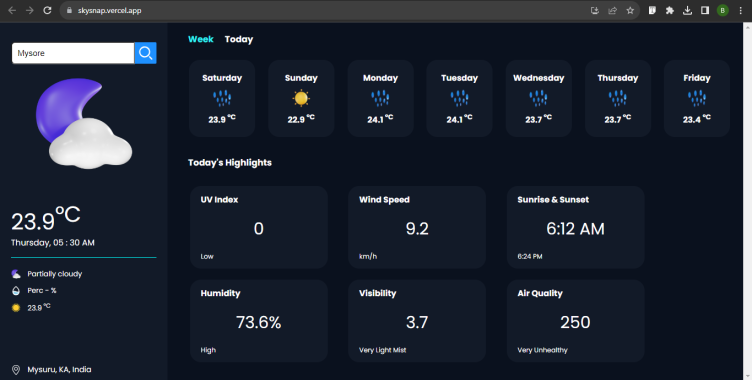 skysnap.vercel.app
B
Mysore
23.9°C
Thursday, 05 : 30 AM
Partially cloudy
Perc - %
23.9 °C
Mysuru, KA, India
Week Today
Saturday Sunday Monday Tuesday Wednesday Thursday Friday
23.9 °C 22.9 °C 24.1 °C 24.1 °C 23.7 °C 23.7 °C 23.4 °C
Today's Highlights
UV Index Wind Speed Sunrise & Sunset
0 9.2 6:12 AM
Low km/h 6:24 PM
Humidity Visibility Air Quality
73.6% 3.7 250
High Very Light Mist Very Unhealthy